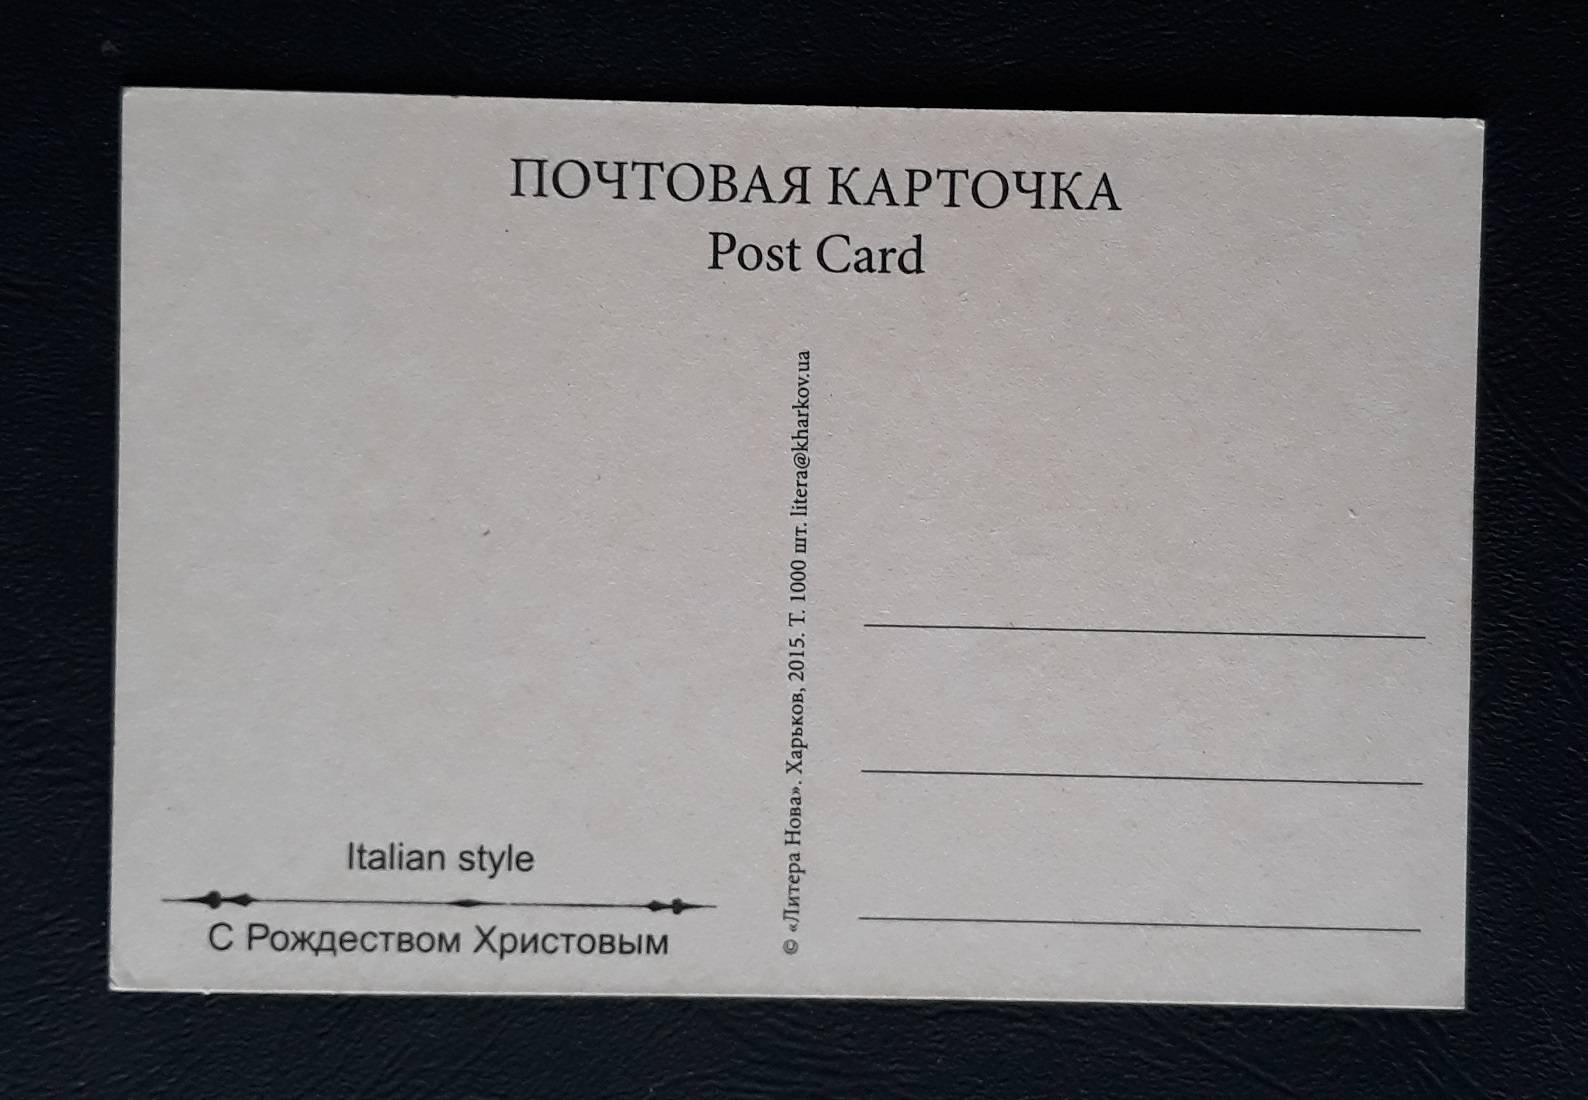 ПОЧТОВАЯ КАРТОЧКА
Post Card
Italian style
С Рождеством Христовым
© «Литера Нова». Харьков, 2015. Т. 1000 шт. litera@kharkov.ua